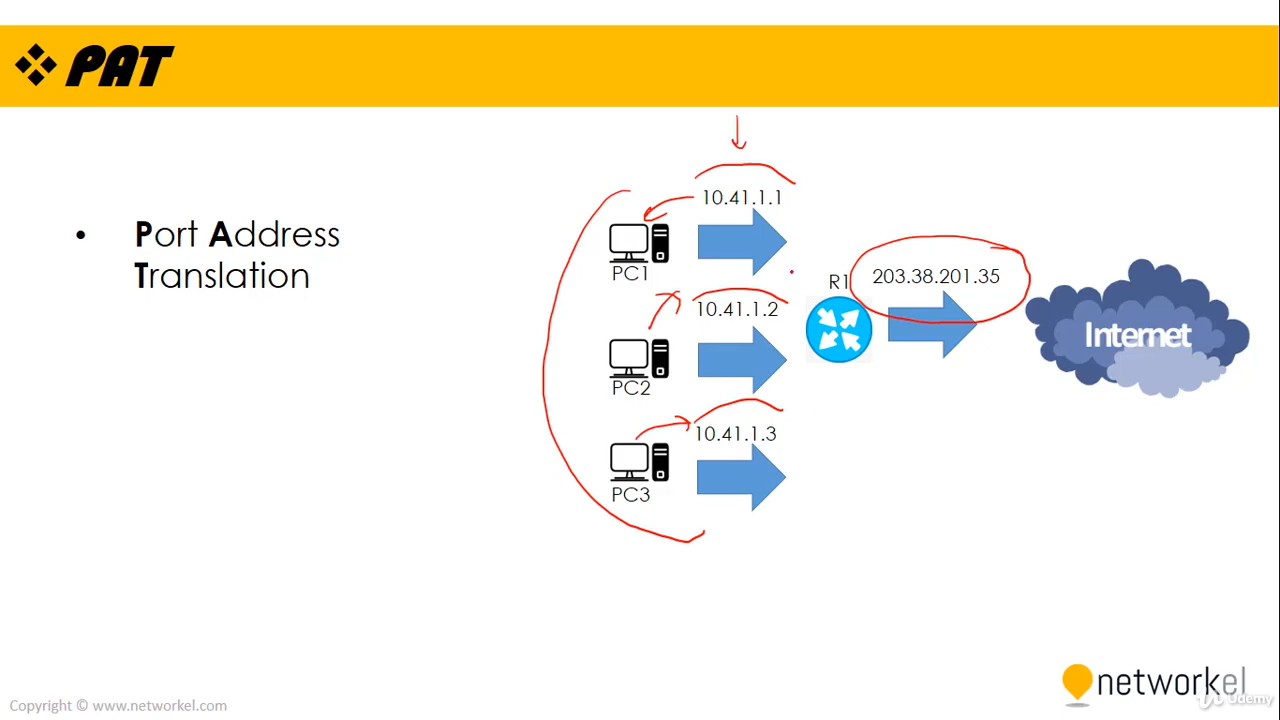 PAT
• Port Address
Translation
10.41.1.1
PC1
10.41.1.2
PC2
10.41.1.3
PC3
R1
203.38.201.35
Internet
networkel
Udemy
Copyright © www.networkel.com